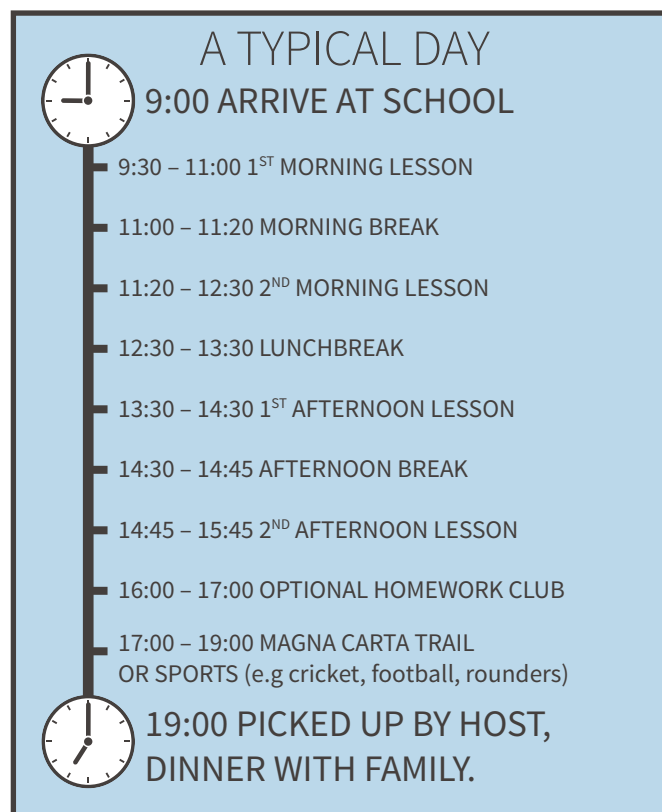 A TYPICAL DAY
9:00 ARRIVE AT SCHOOL
9:30 – 11:00 1ST MORNING LESSON
11:00 – 11:20 MORNING BREAK
11:20 – 12:30 2ND MORNING LESSON
12:30 – 13:30 LUNCHBREAK
13:30 – 14:30 1ST AFTERNOON LESSON
14:30 – 14:45 AFTERNOON BREAK
14:45 – 15:45 2ND AFTERNOON LESSON
16:00 – 17:00 OPTIONAL HOMEWORK CLUB
17:00 – 19:00 MAGNA CARTA TRAIL
OR SPORTS (e.g cricket, football, rounders)
19:00 PICKED UP BY HOST,
DINNER WITH FAMILY.